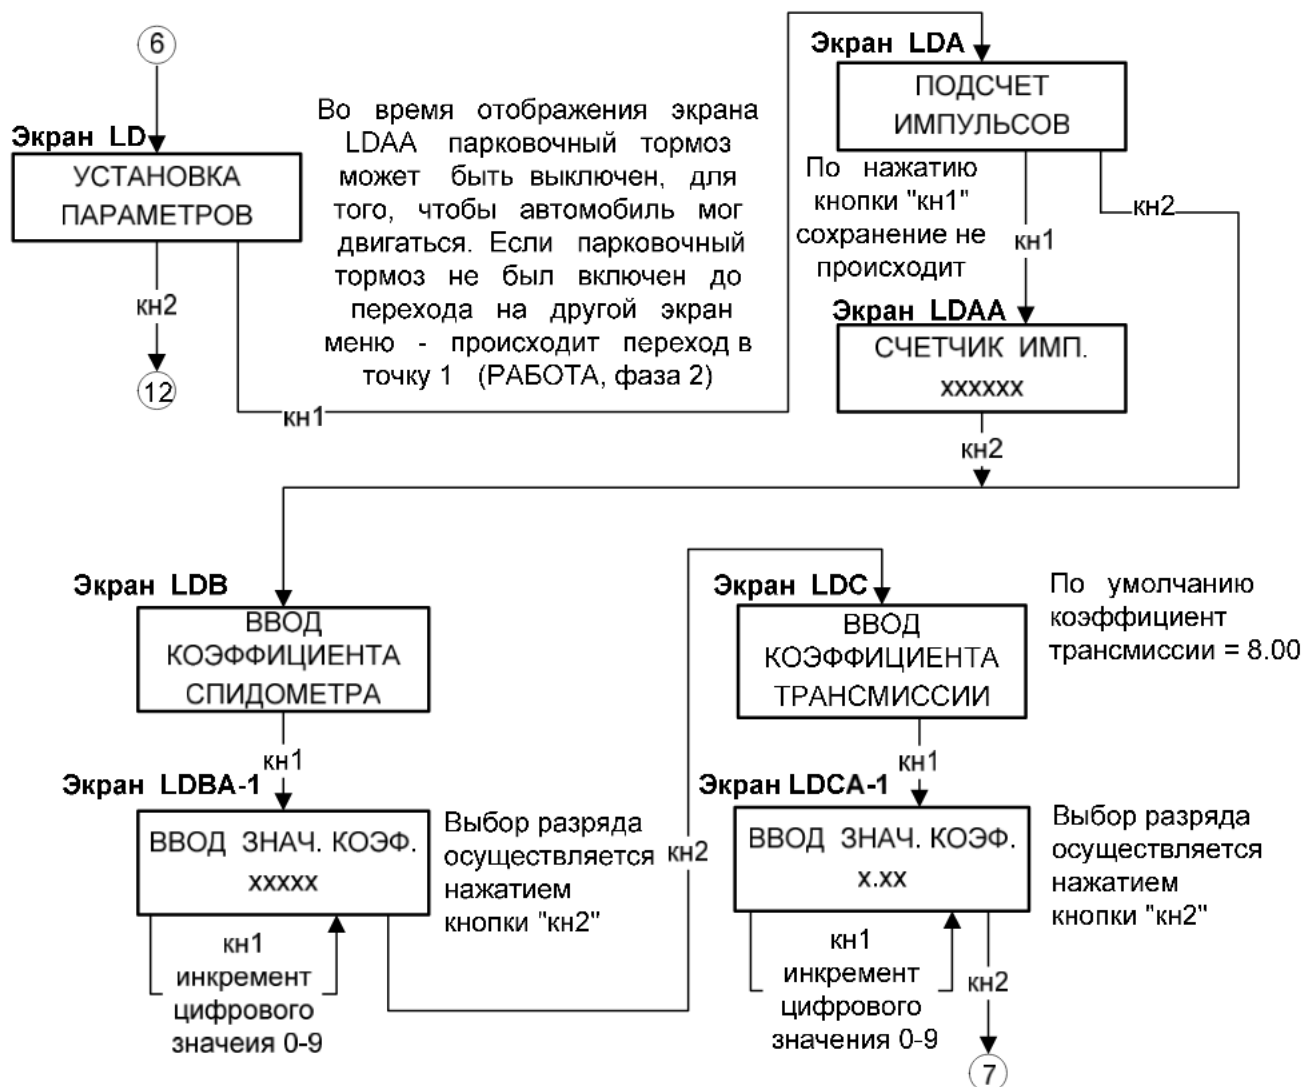 6
Экран LD
УСТАНОВКА
ПАРАМЕТРОВ
кн2
12
кн1
Во время отображения экрана
LDAA парковочный тормоз
может быть выключен, для
того, чтобы автомобиль мог
двигаться. Если парковочный
тормоз не был включен до
перехода на другой экран
меню - происходит переход в
точку 1 (РАБОТА, фаза 2)
Экран LDA
ПОДСЧЕТ
ИМПУЛЬСОВ
По нажатию
кнопки "кн1"
сохранение не
происходит
кн1
кн2
Экран LDAA
СЧЕТЧИК ИМП.
xxxxxx
кн2
Экран LDB
ВВОД
КОЭФФИЦИЕНТА
СПИДОМЕТРА
кн1
Экран LDBA-1
ВВОД ЗНАЧ. КОЭФ.
xxxxx
Выбор разряда
осуществляется
нажатием
кнопки "кн2"
кн1
инкремент
цифрового
значеия 0-9
кн2
Экран LDC
ВВОД
КОЭФФИЦИЕНТА
ТРАНСМИССИИ
По умолчанию
коэффициент
трансмиссии = 8.00
кн1
Экран LDCA-1
ВВОД ЗНАЧ. КОЭФ.
x.xx
Выбор разряда
осуществляется
нажатием
кнопки "кн2"
кн1
инкремент
цифрового
значения 0-9
кн2
7